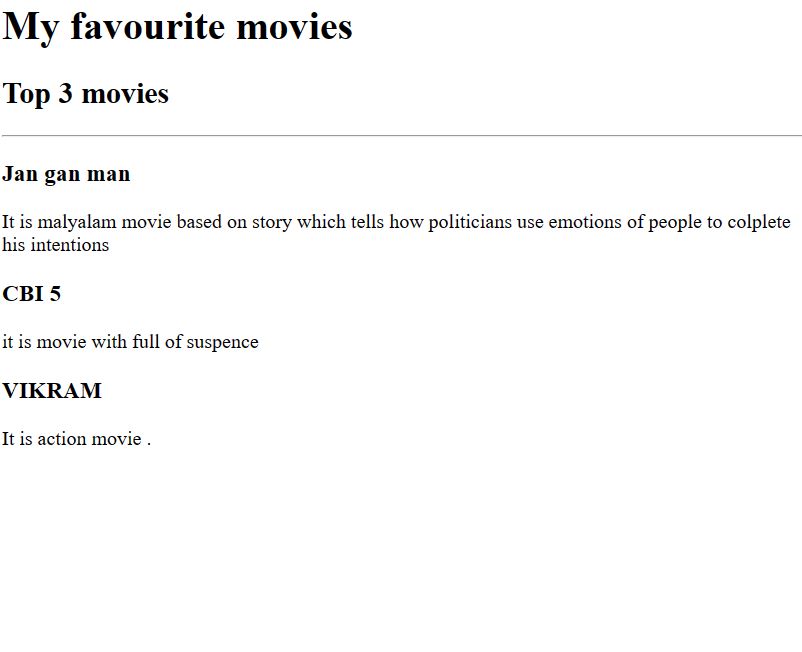 My favourite movies
Top 3 movies
Jan gan man
It is malyalam movie based on story which tells how politicians use emotions of people to colplete
his intentions
CBI 5
it is movie with full of suspence
VIKRAM
It is action movie .